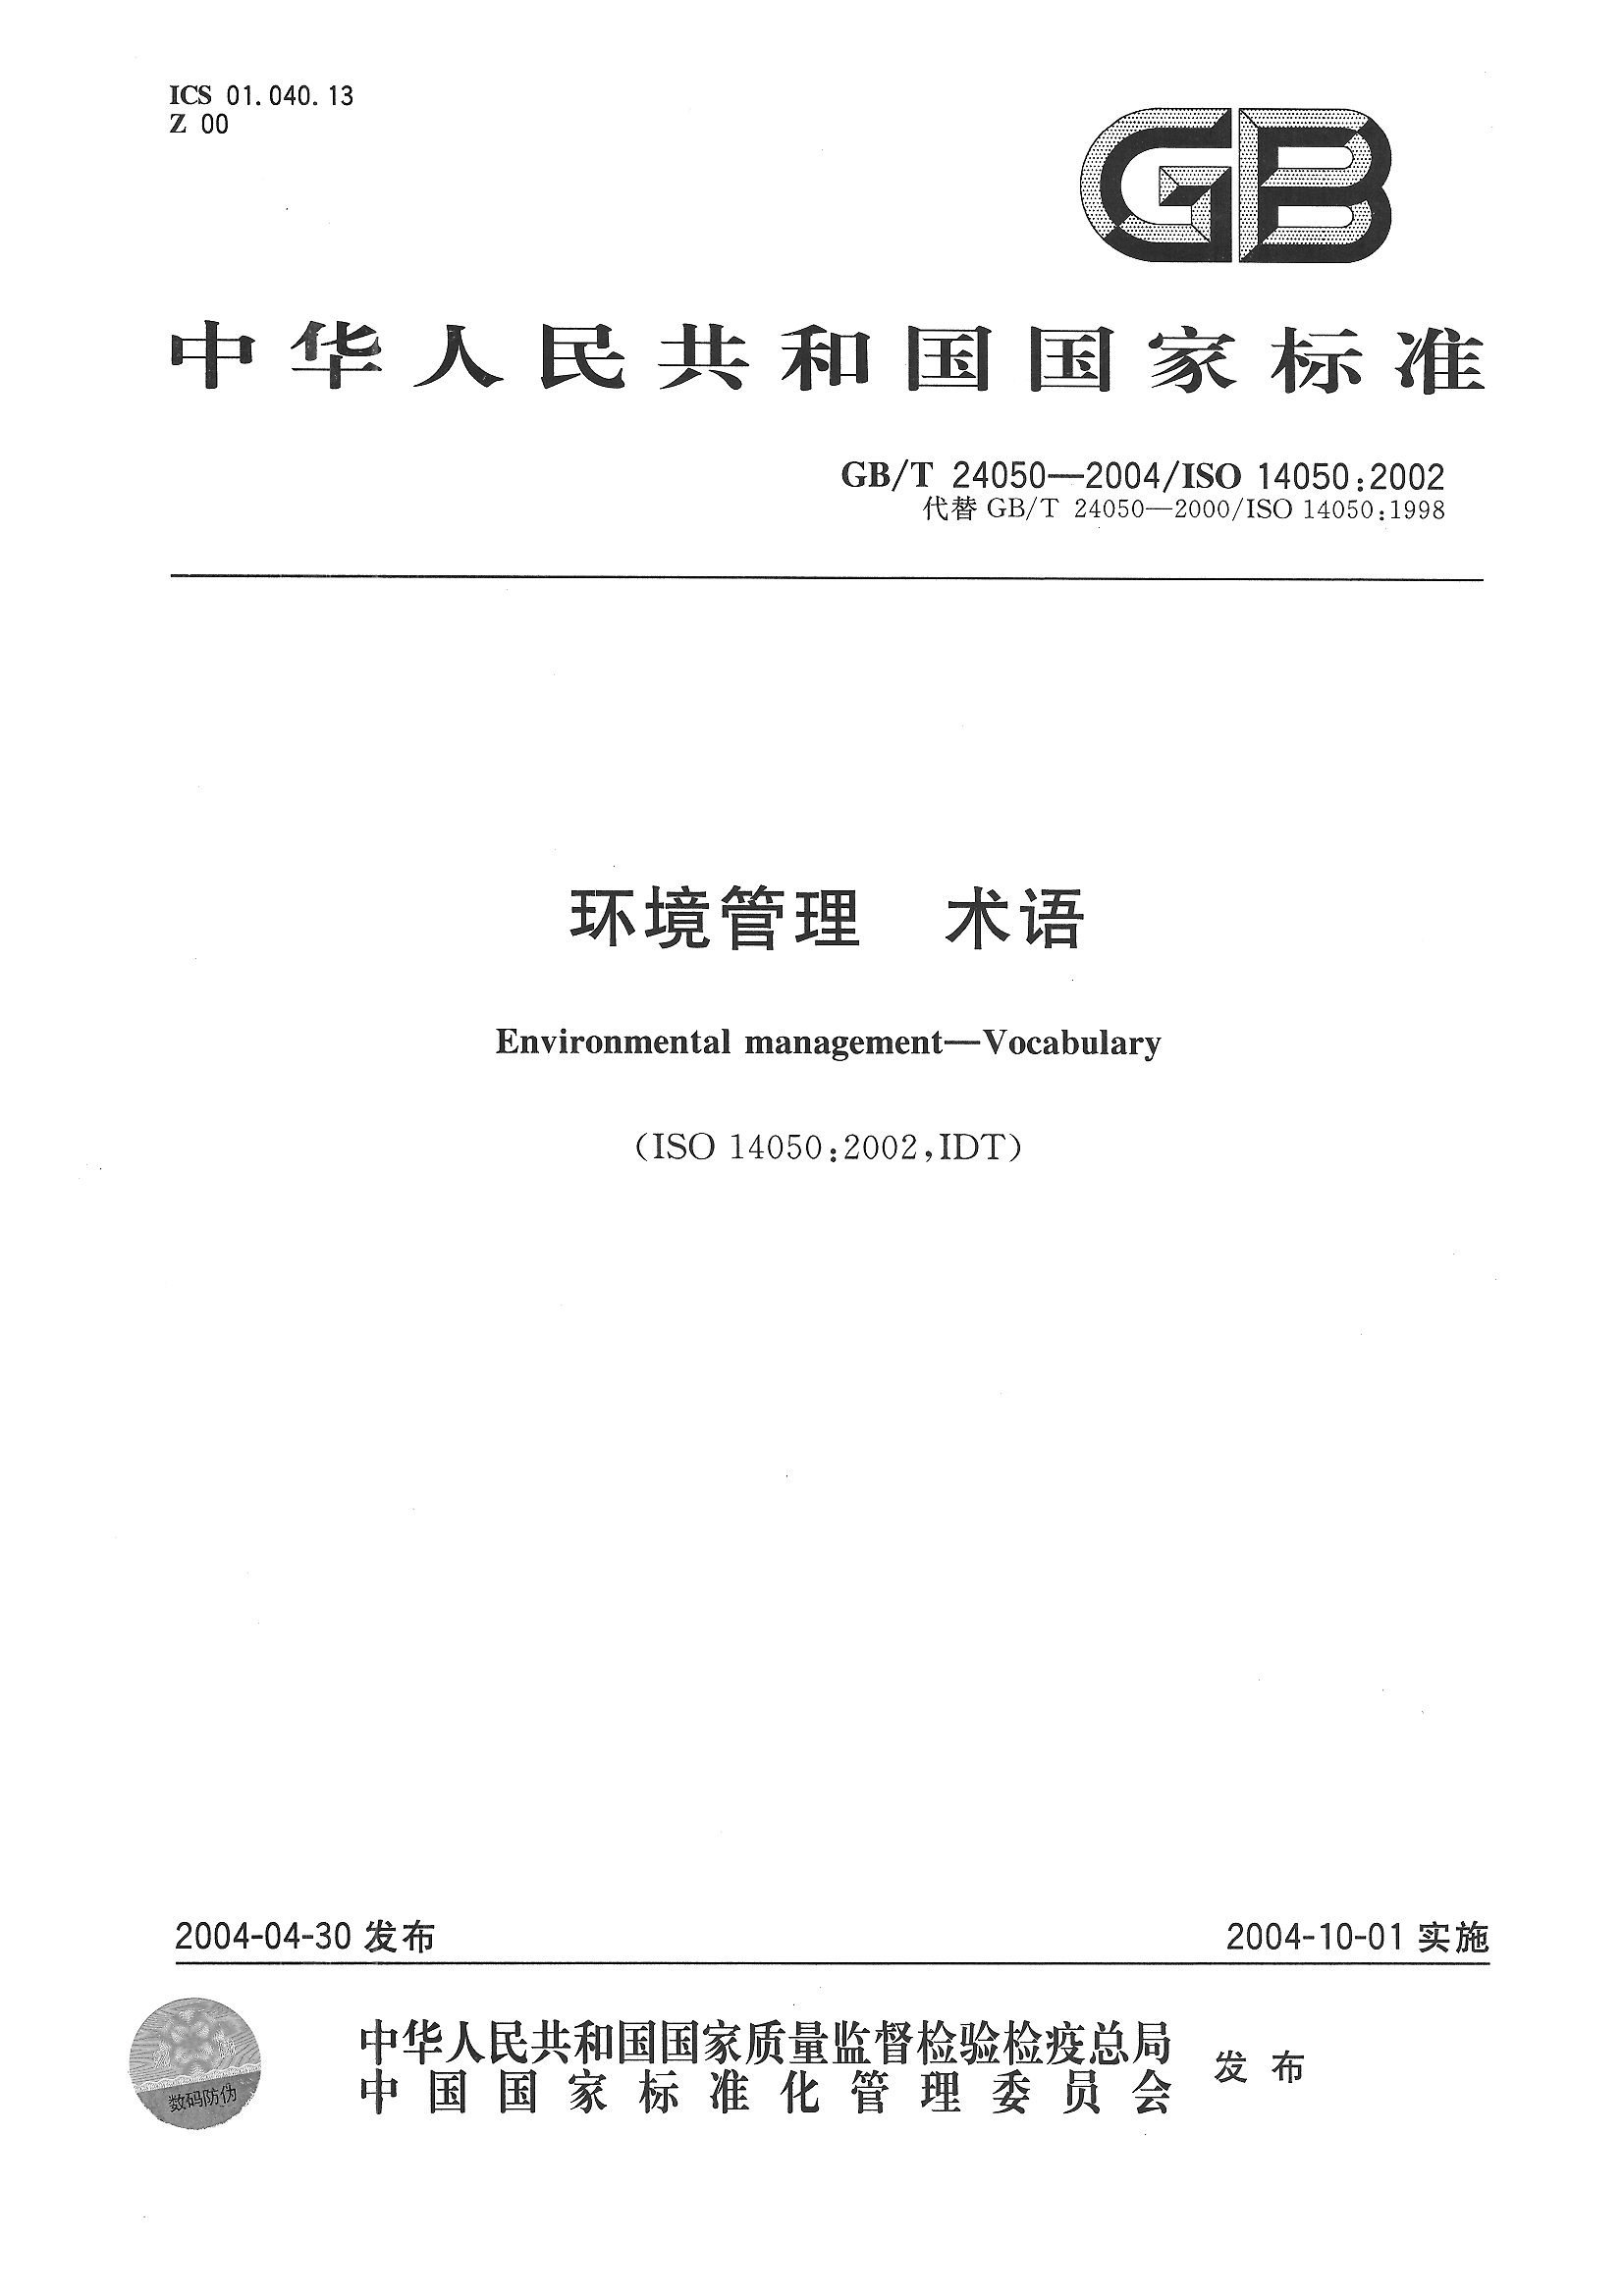 ICS 01.040.13
Z 00
GB
中华人民共和国国家标准
GB/T 24050—2004/ISO 14050:2002
代替 GB/T 24050—2000/ISO 14050:1998
环境管理 术语
Environmental management—Vocabulary
(ISO 14050:2002,IDT)
2004-04-30 发布
2004-10-01 实施
中华人民共和国国家质量监督检验检疫总局
中国国家标准化管理委员会
发布
数码防伪